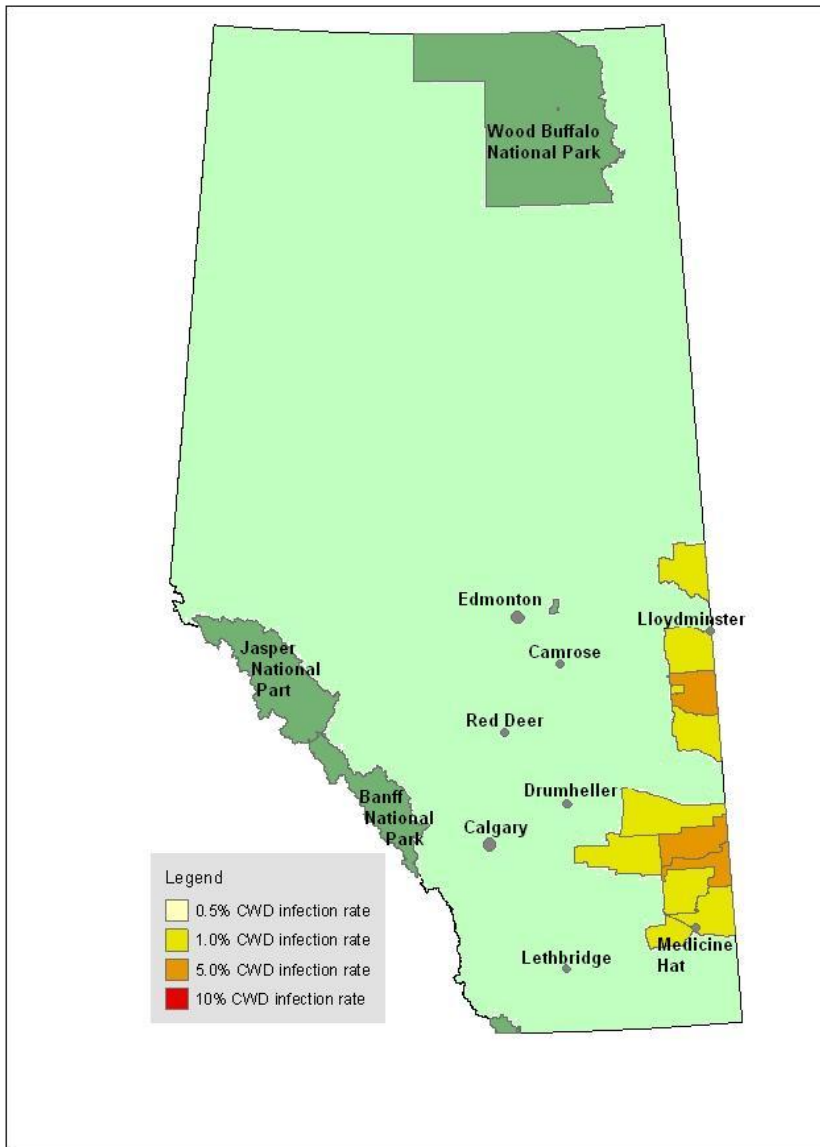 Wood Buffalo
National Park
Edmonton
Lloydminster
Camrose
Jasper
National
Part
Red Deer
Drumheller
Banff
National
Park
Calgary
Legend
0.5% CWD infection rate
1.0% CWD infection rate
5.0% CWD infection rate
10% CWD infection rate
Medicine
Hat
Lethbridge